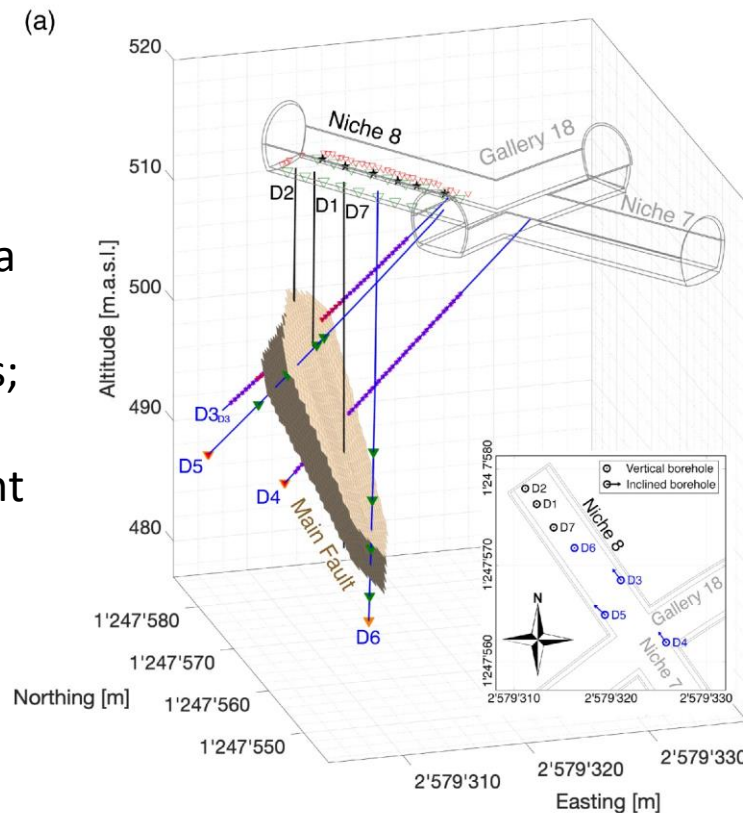 (a)
520
510
500
490
480
Altitude [m.a.s.l.]
Niche 8
Gallery 18
Niche 7
D2
D1
D7
a
s;
nt
D3
D3
D5
D4
Main Fault
D6
1'247'580
1'247'570
1'247'560
1'247'550
Northing [m]
2'579'310
2'579'320
2'579'330
Easting [m]
Vertical borehole
Inclined borehole
1'24 7'580
1'247'570
1'247'560
D2
D1
D7
D6
Niche 8
D3
D5
Gallery 18
D4
Niche 7
N
2'579'310
2'579'320
2'579'330